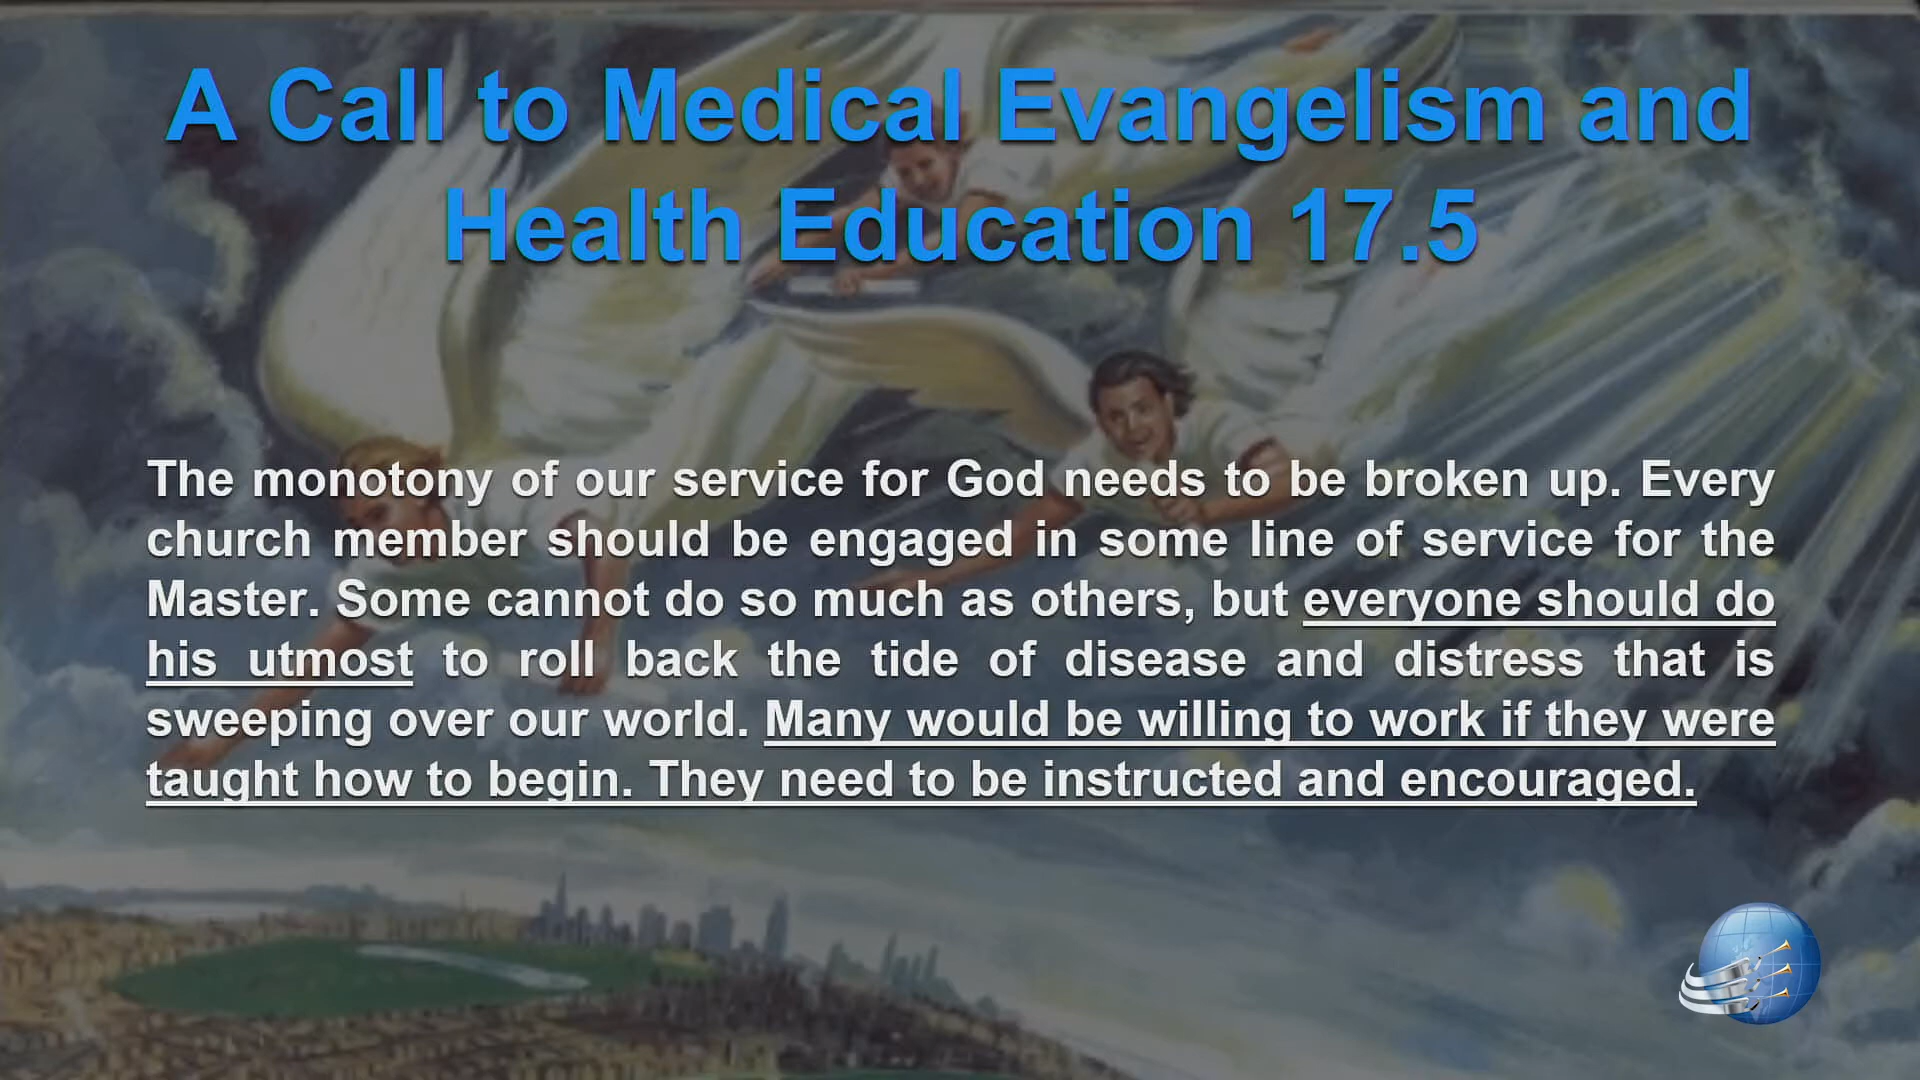 A Call to Medical Evangelism and
Health Education 17.5
The monotony of our service for God needs to be broken up. Every
church member should be engaged in some line of service for the
Master. Some cannot do so much as others, but everyone should do
his utmost to roll back the tide of disease and distress that is
sweeping over our world. Many would be willing to work if they were
taught how to begin. They need to be instructed and encouraged.